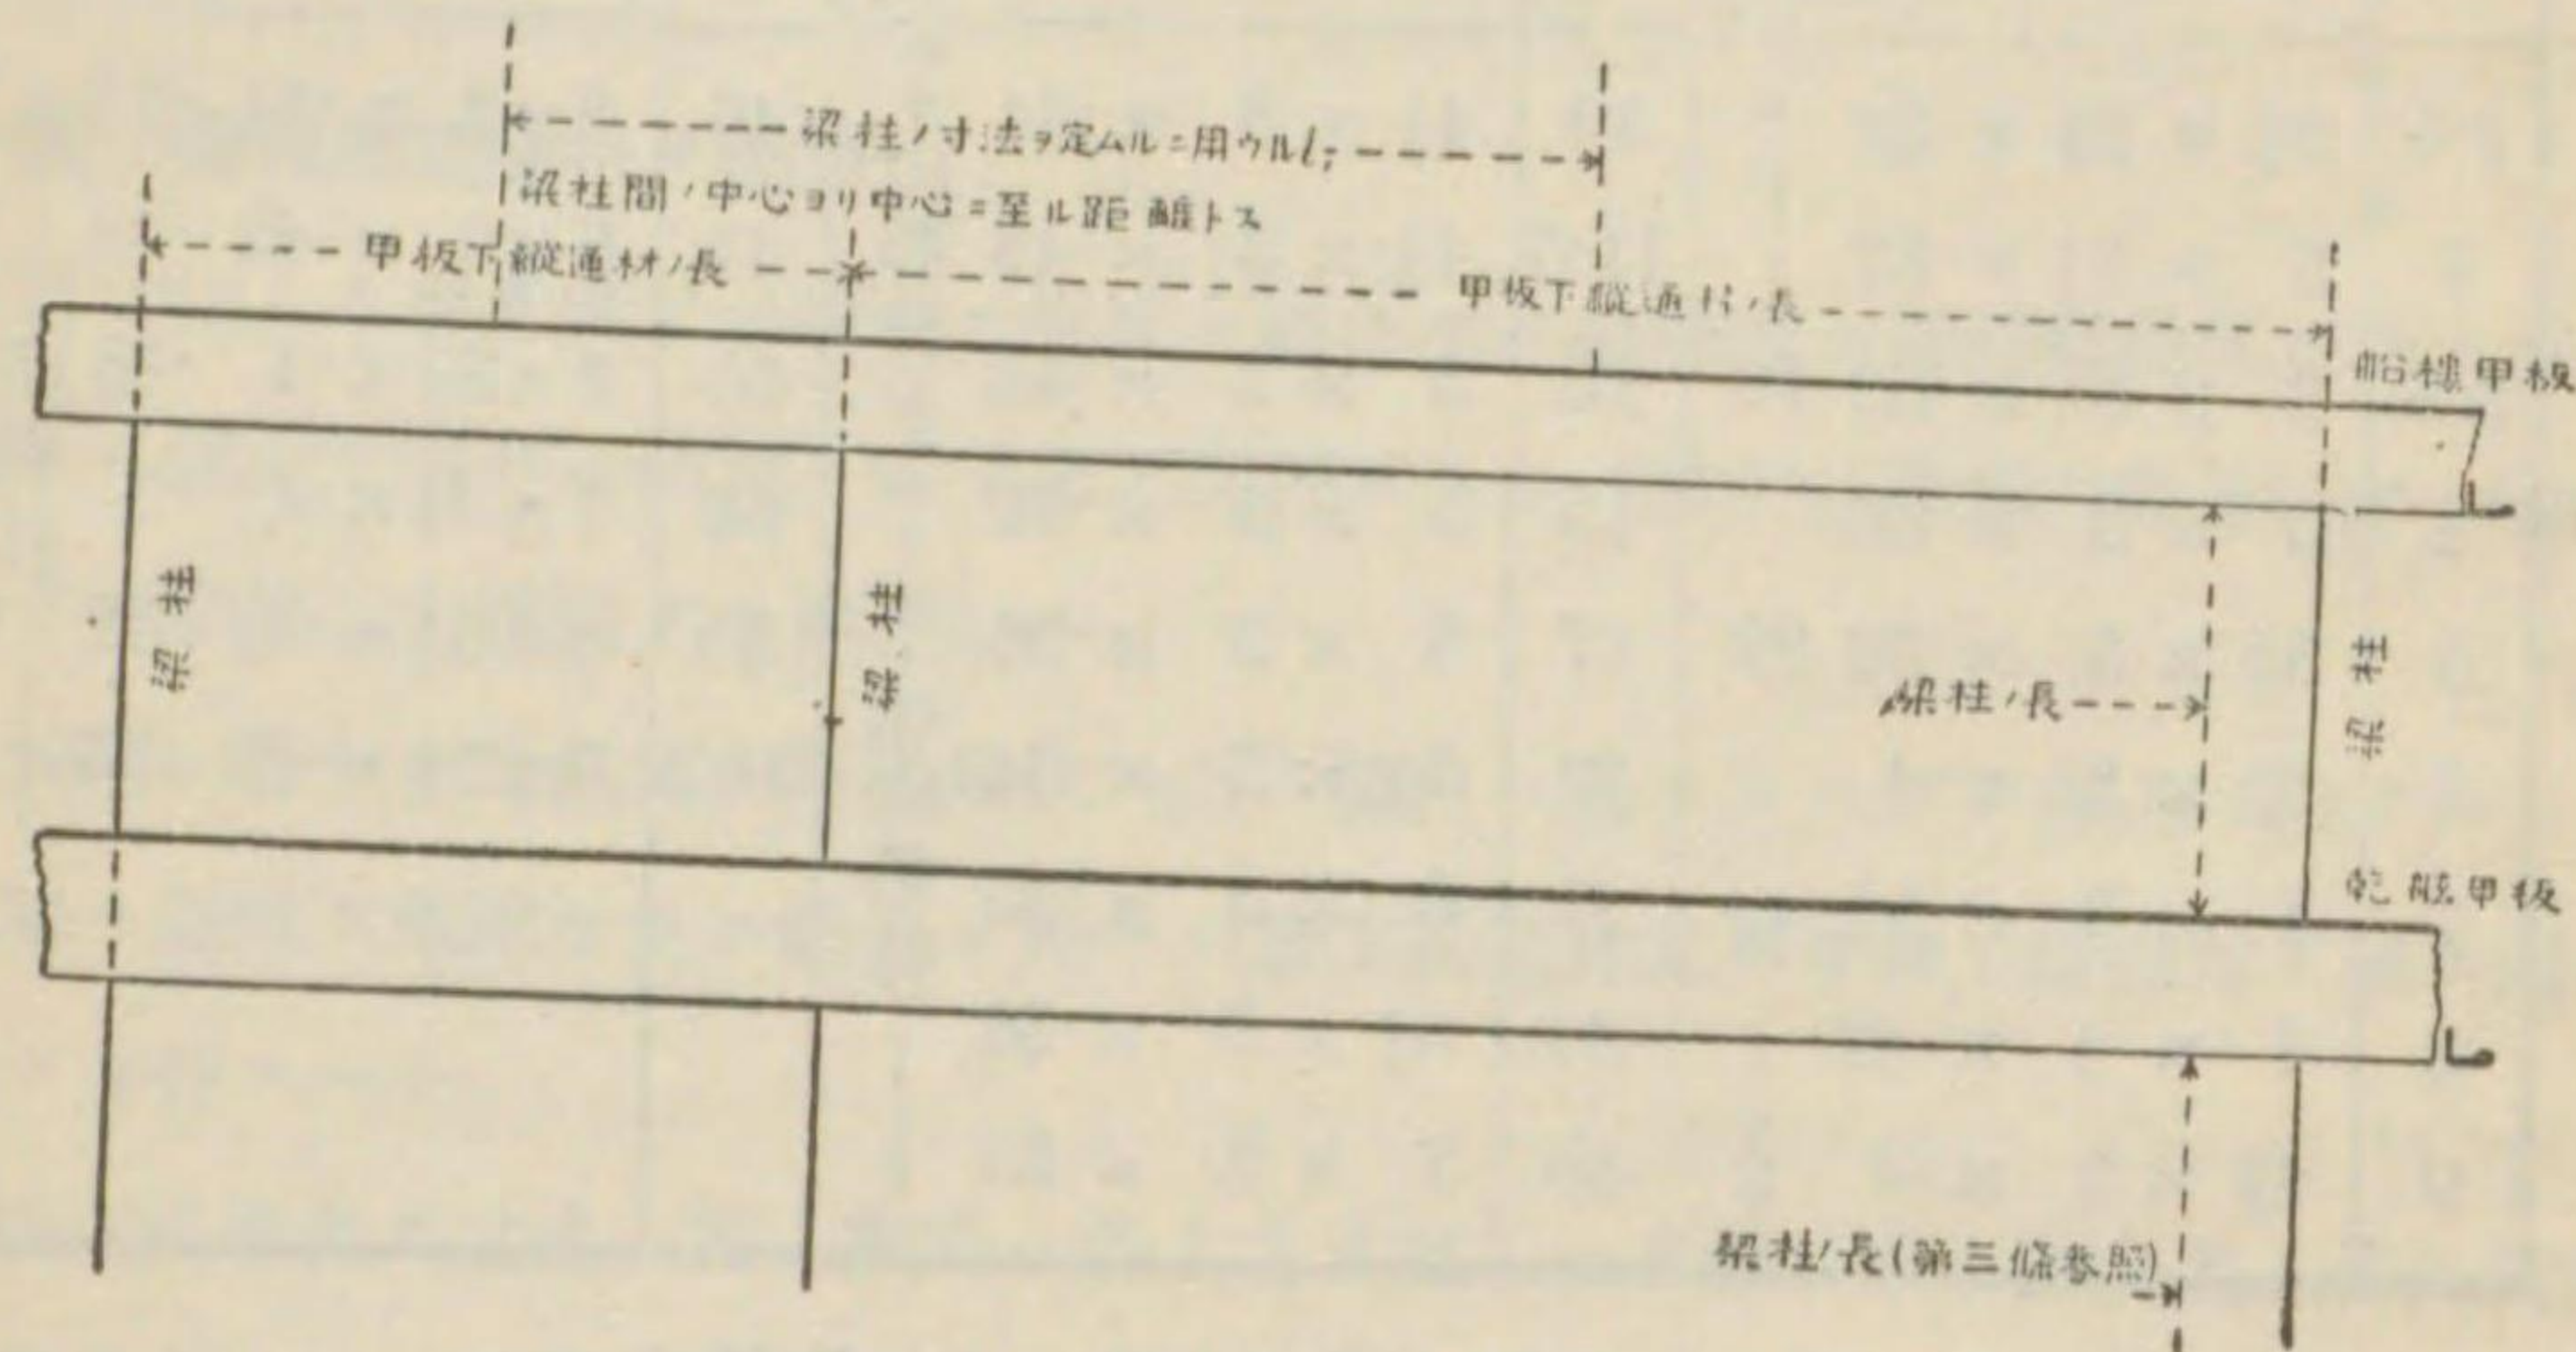 梁柱ノ寸法ヲ定ムルニ用ウルl;
梁柱間ノ中心ヨリ中心ニ至ル距離トス
甲板下縦通材ノ長
甲板下縦通材ノ長
船樓甲板
梁柱
梁柱
梁柱ノ長
梁柱
乾舷甲板
梁柱ノ長(第三條参照)